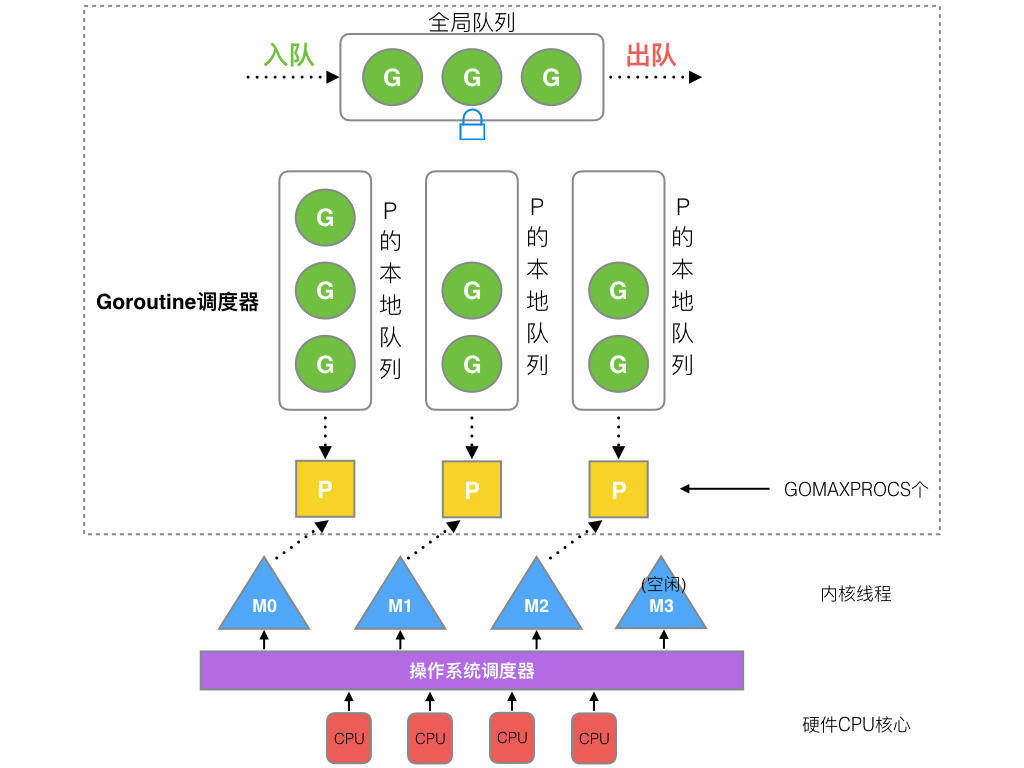 全局队列
入队
出队
G G G
G
G G G
G G G
P的本地队列
P的本地队列
P的本地队列
Goroutine调度器
P P P
GOMAXPROCS个
(空闲)
M0 M1 M2 M3
内核线程
操作系统调度器
CPU CPU CPU CPU
硬件CPU核心